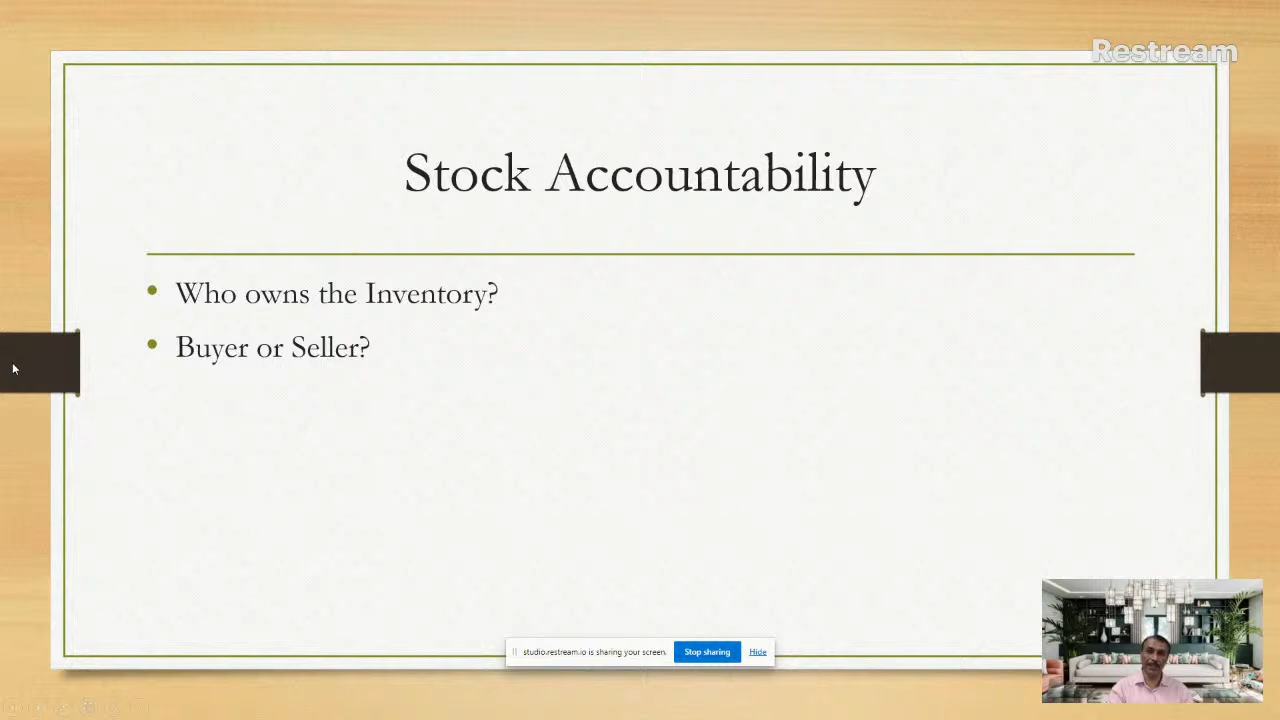 Restream
Stock Accountability
Who owns the Inventory?
Buyer or Seller?
studio.restream.io is sharing your screen.
Stop sharing
Hide